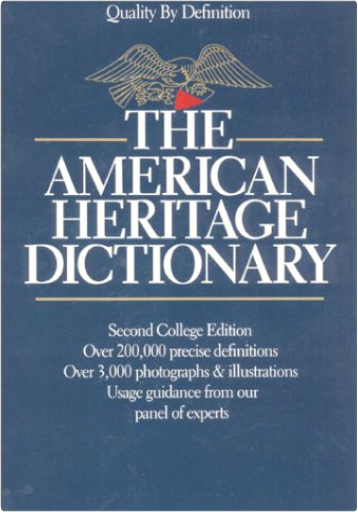 Quality By Definition
THE
AMERICAN
HERITAGE
DICTIONARY
Second College Edition
Over 200,000 precise definitions
Over 3,000 photographs & illustrations
Usage guidance from our
panel of experts